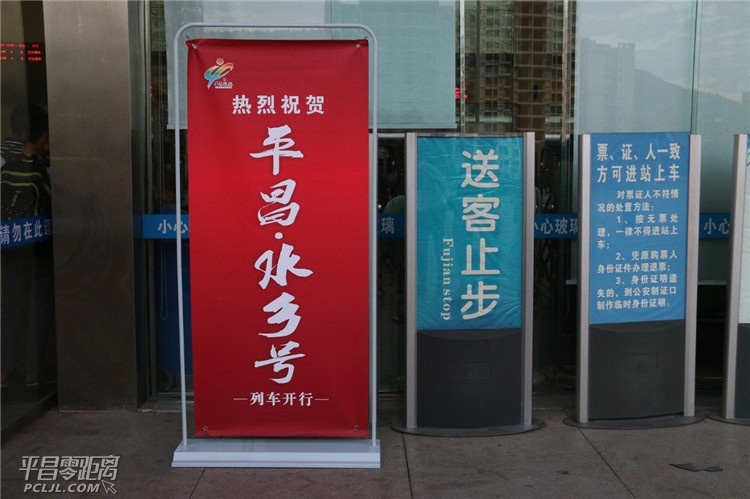 热烈祝贺
平昌·水乡号
—列车开行—
送客止步
Fujian stop
票、证、人一致
方可进站上车
对票证人不符情
况的处置方法：
1、按无票处
理，一律不得进站上
车；
2、凭原购票人
身份证件办理退票；
3、身份证明遗
失的，到公安制证口
制作临时身份证明。
请勿在此逗
小心玻璃
小心玻璃
小心
平昌零距离
PCLJL.COM